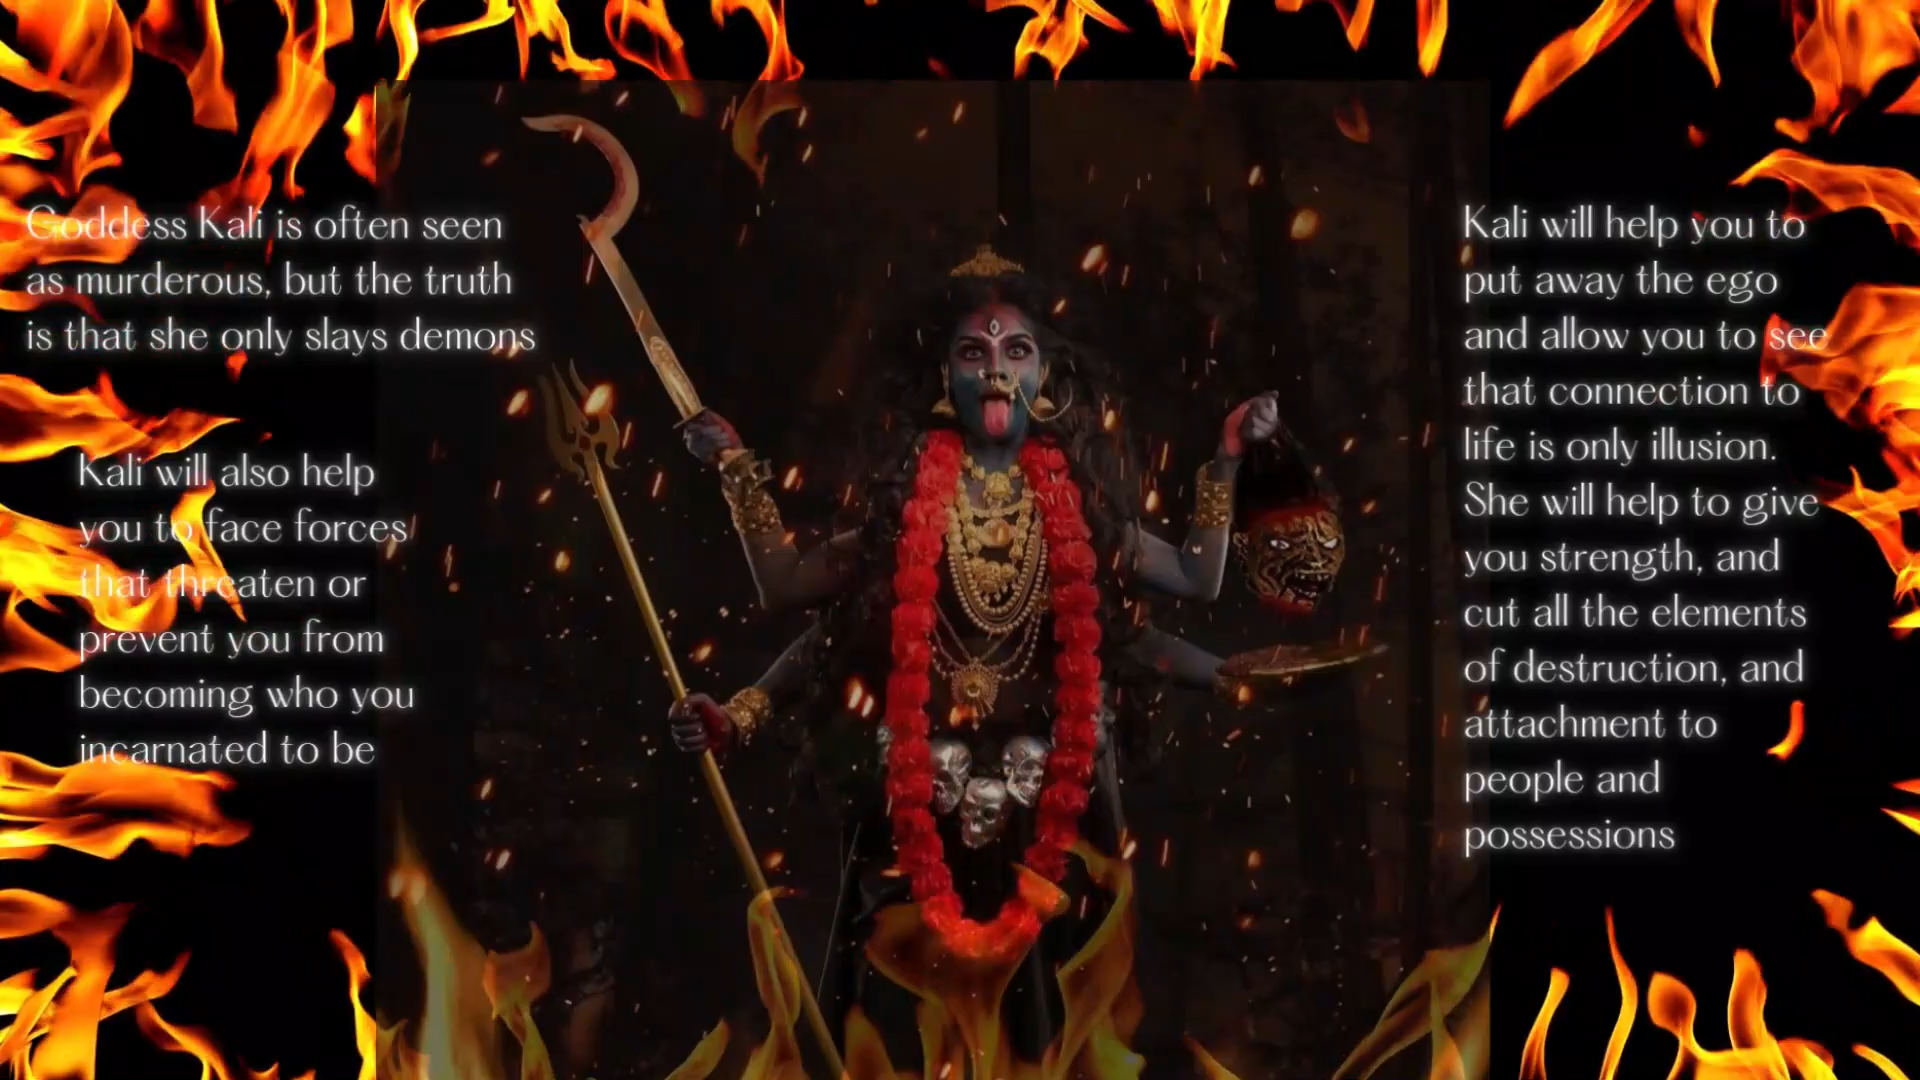 Goddess Kali is often seen
as murderous, but the truth
is that she only slays demons
Kali will also help
you to face forces
that threaten or
prevent you from
becoming who you
incarnated to be
Kali will help you to
put away the ego
and allow you to see
that connection to
life is only illusion.
She will help to give
you strength, and
cut all the elements
of destruction, and
attachment to
people and
possessions